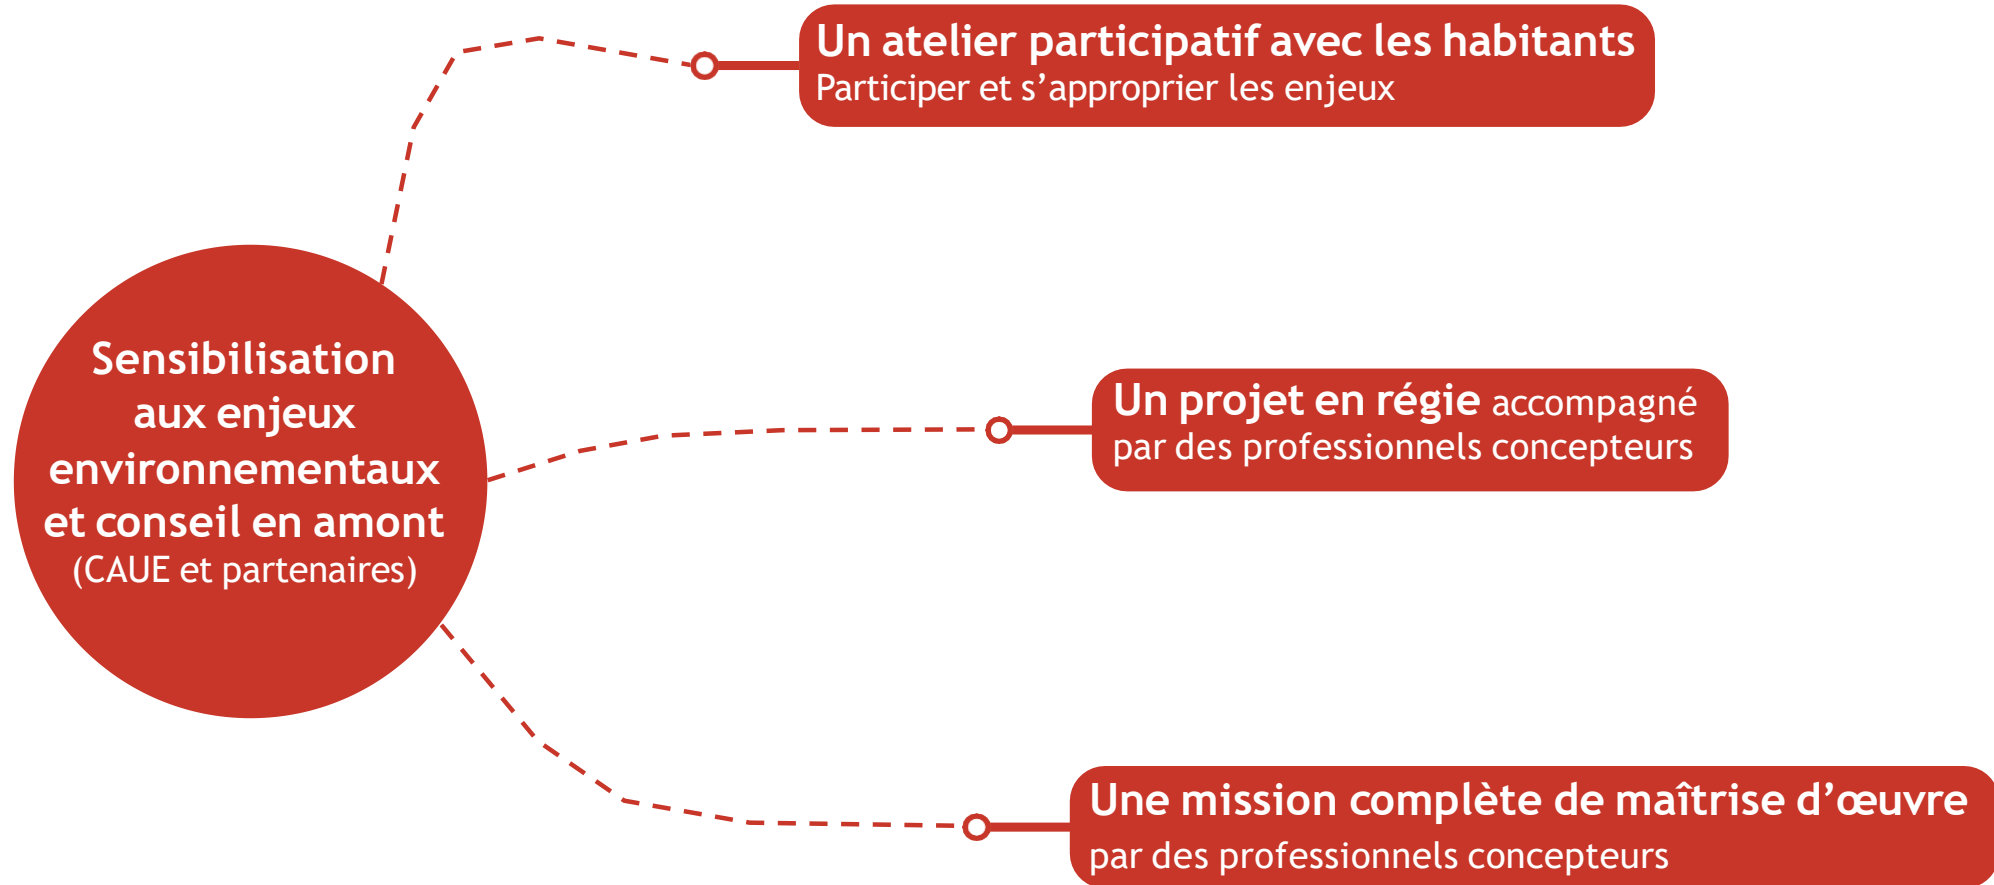 Un atelier participatif avec les habitants
Participer et s’approprier les enjeux
Sensibilisation
aux enjeux
environnementaux
et conseil en amont
(CAUE et partenaires)
Un projet en régie accompagné
par des professionnels concepteurs
Une mission complète de maîtrise d’œuvre
par des professionnels concepteurs